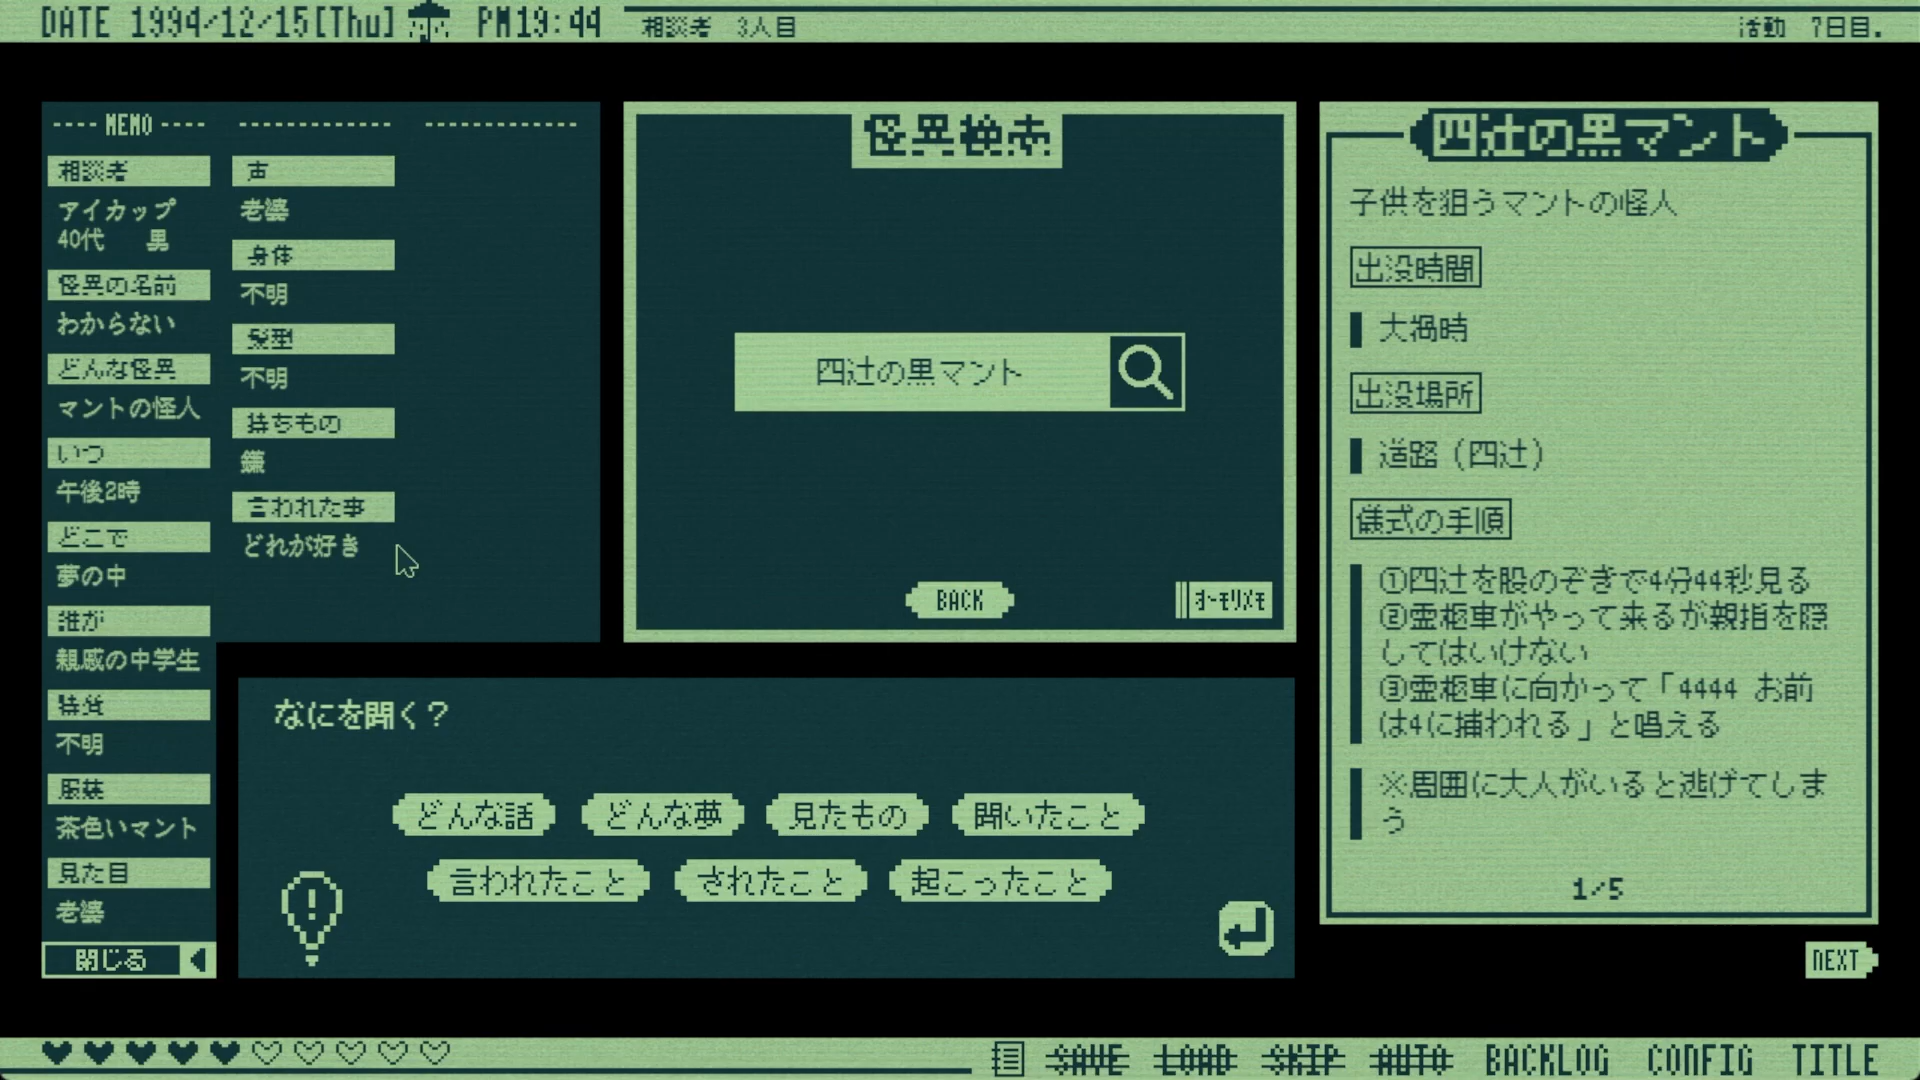 DATE 1994/12/15[Thu] PM19:44 相談者 3人目 活動 7日目.
---- MEMO ----
相談者
アイカップ
40代 男
怪異の名前
わからない
どんな怪異
マントの怪人
いつ
午後2時
どこで
夢の中
誰が
親戚の中学生
特徴
不明
服装
茶色いマント
見た目
老婆
閉じる
声
老婆
身体
不明
髪型
不明
持ちもの
鎌
言われた事
どれが好き
怪異検索
四辻の黒マント
BACK
オートモリメモ
なにを聞く?
どんな話 どんな夢 見たもの 聞いたこと
言われたこと されたこと 起こったこと
四辻の黒マント
子供を狙うマントの怪人
出没時間
大禍時
出没場所
道路(四辻)
儀式の手順
①四辻を股のぞきで4分44秒見る
②霊柩車がやって来るが親指を隠
してはいけない
③霊柩車に向かって「4444 お前
は4に捕われる」と唱える
※周囲に大人がいると逃げてしま
う
1/5
NEXT
SAVE LOAD SKIP AUTO BACKLOG CONFIG TITLE